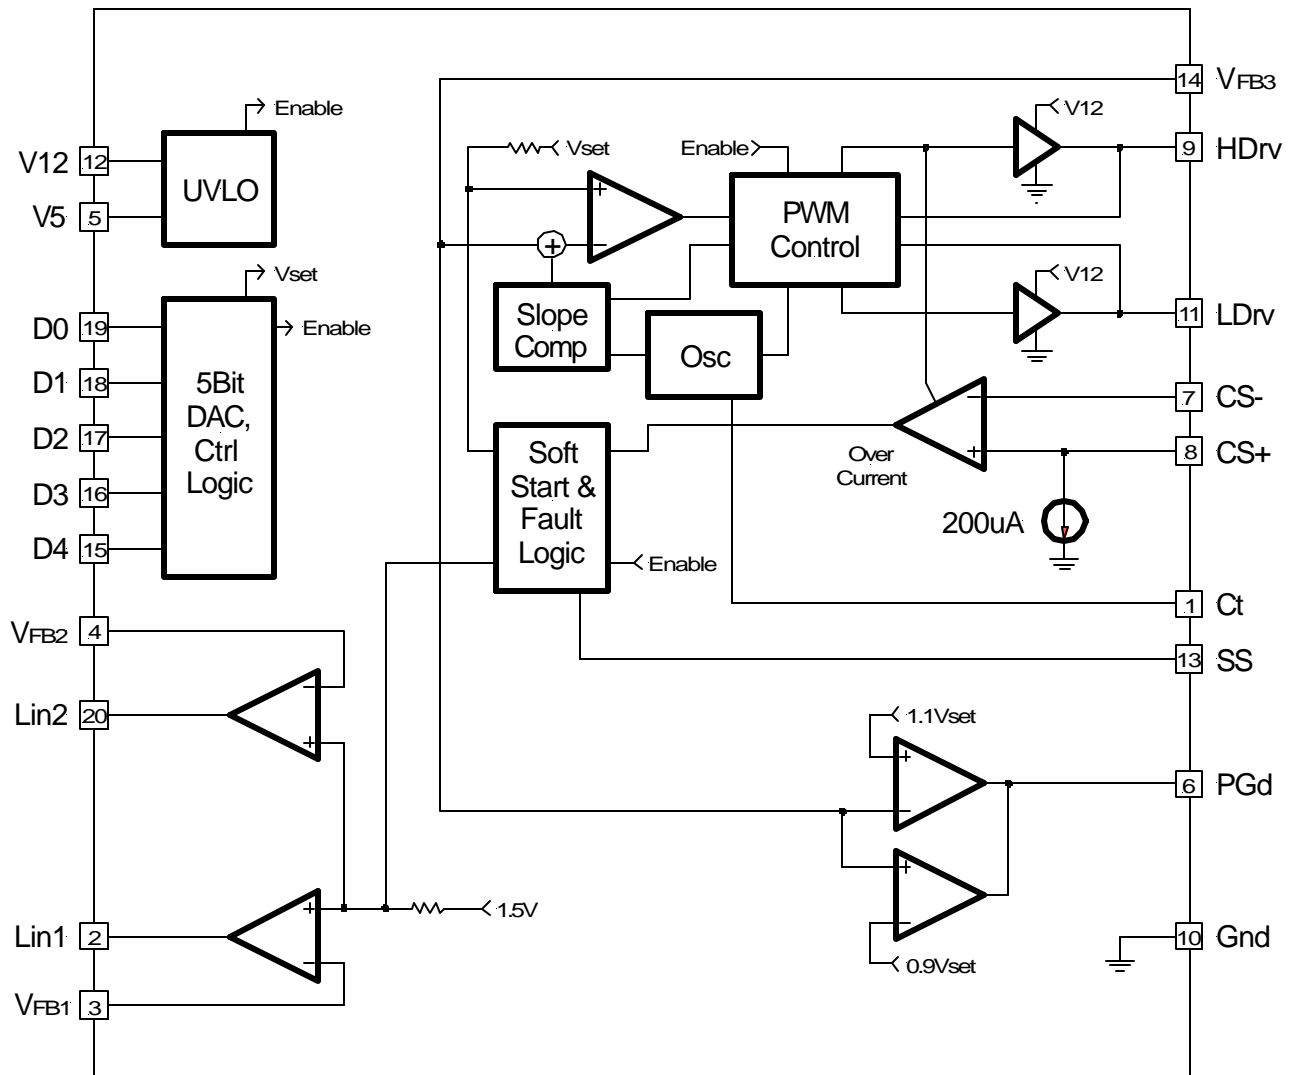 Enable
V12 12
V5 5
UVLO
Vset
Enable
D0 19
D1 18
D2 17
D3 16
D4 15
5Bit
DAC,
Ctrl
Logic
VFB2 4
Lin2 20
Lin1 2
VFB1 3
1.5V
Vset
Enable
PWM
Control
Slope
Comp
Osc
Soft
Start &
Fault
Logic
Enable
Over
Current
200uA
V12
V12
1.1Vset
0.9Vset
14 VFB3
9 HDrv
11 LDrv
7 CS-
8 CS+
1 Ct
13 SS
6 PGd
10 Gnd
+
+
−
−
+
−
+
+
−
+
−
+
−